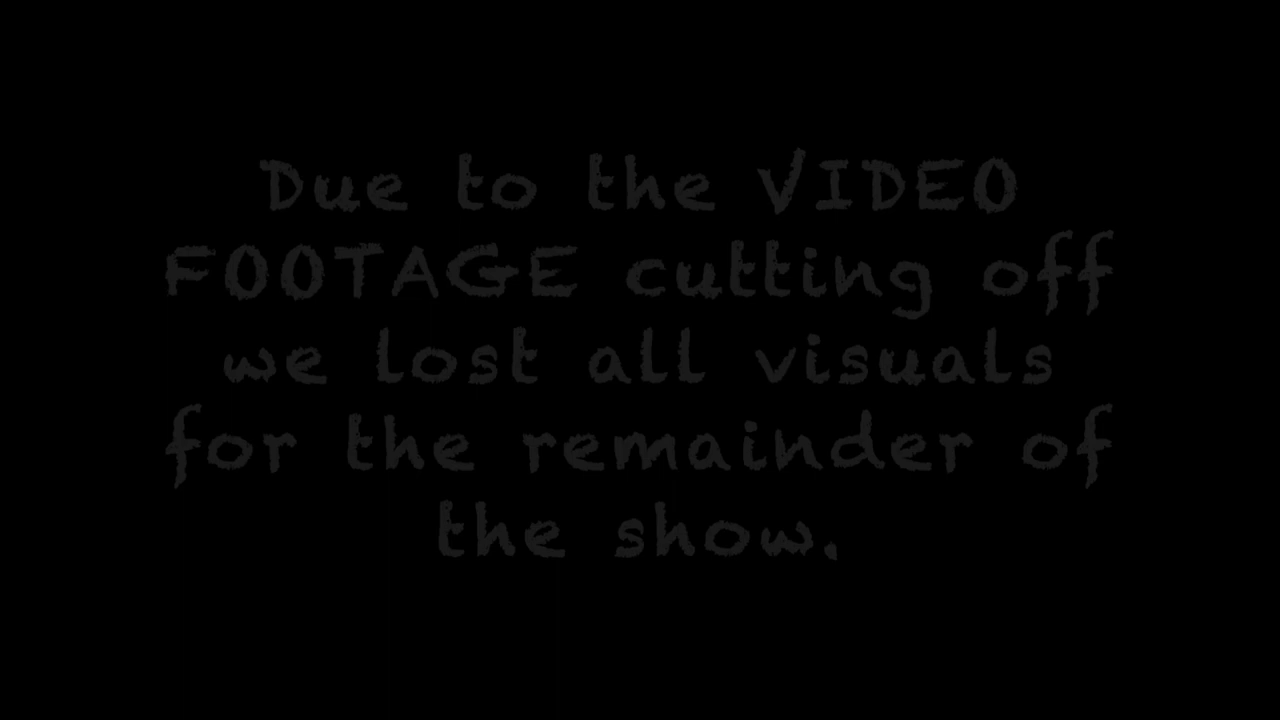 Due to the VIDEO
FOOTAGE cutting off
we lost all visuals
for the remainder of
the show.